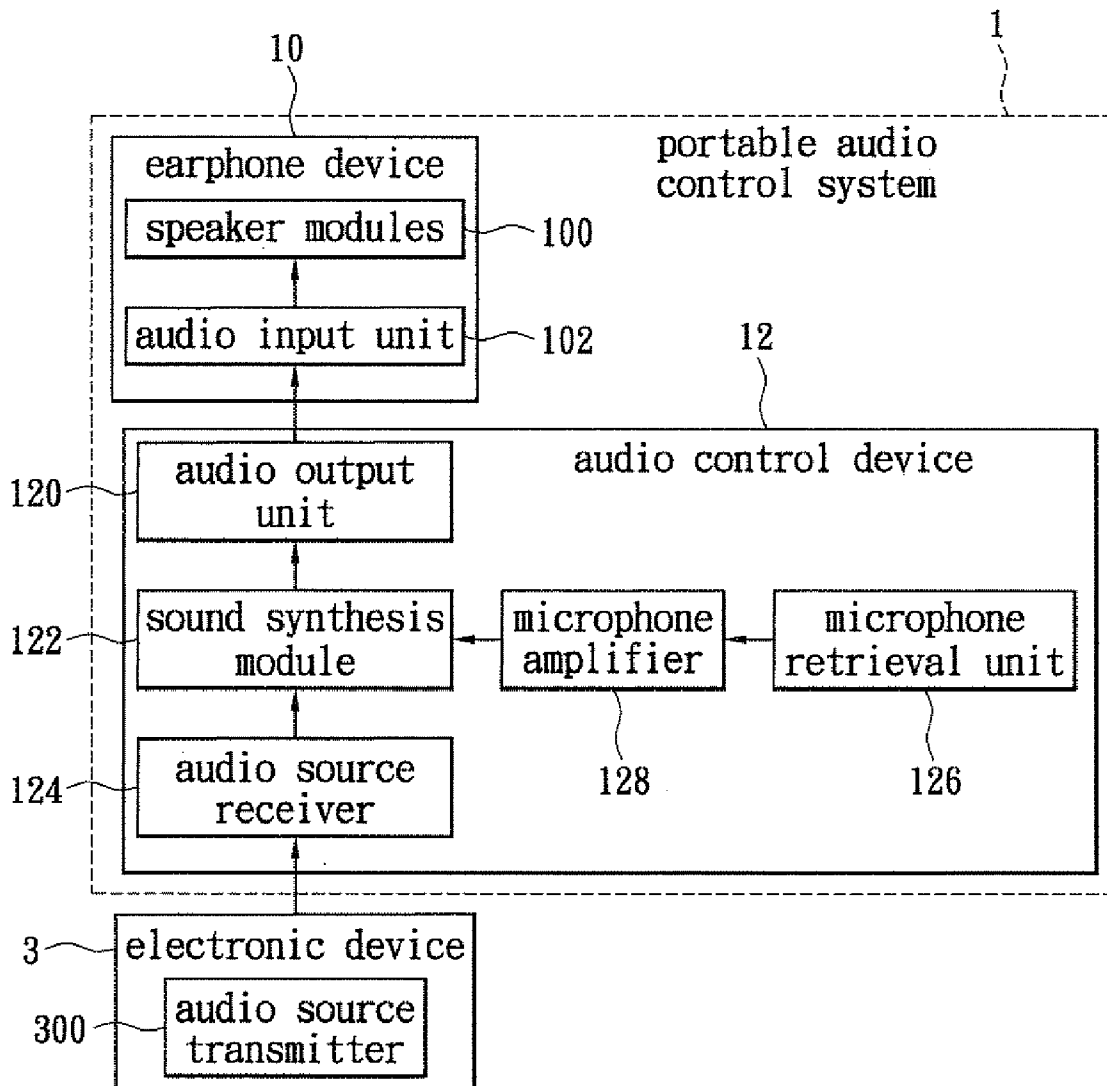 1
10
portable audio
control system
earphone device
speaker modules
100
audio input unit
102
12
audio control device
120
audio output
unit
122
sound synthesis
module
microphone
amplifier
microphone
retrieval unit
128
126
124
audio source
receiver
3
electronic device
300
audio source
transmitter